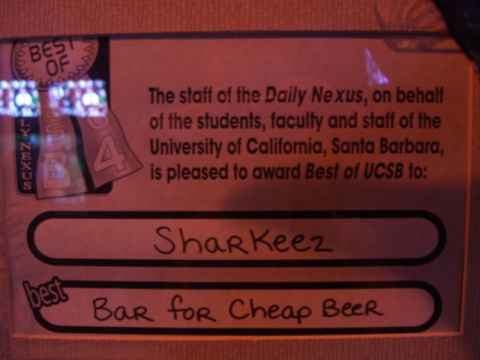 BEST
OF
The staff of the Daily Nexus, on behalf
of the students, faculty and staff of the
University of California, Santa Barbara,
is pleased to award Best of UCSB to:
SharKeez
best
Bar for Cheap Beer
LY NEXUS
B
4